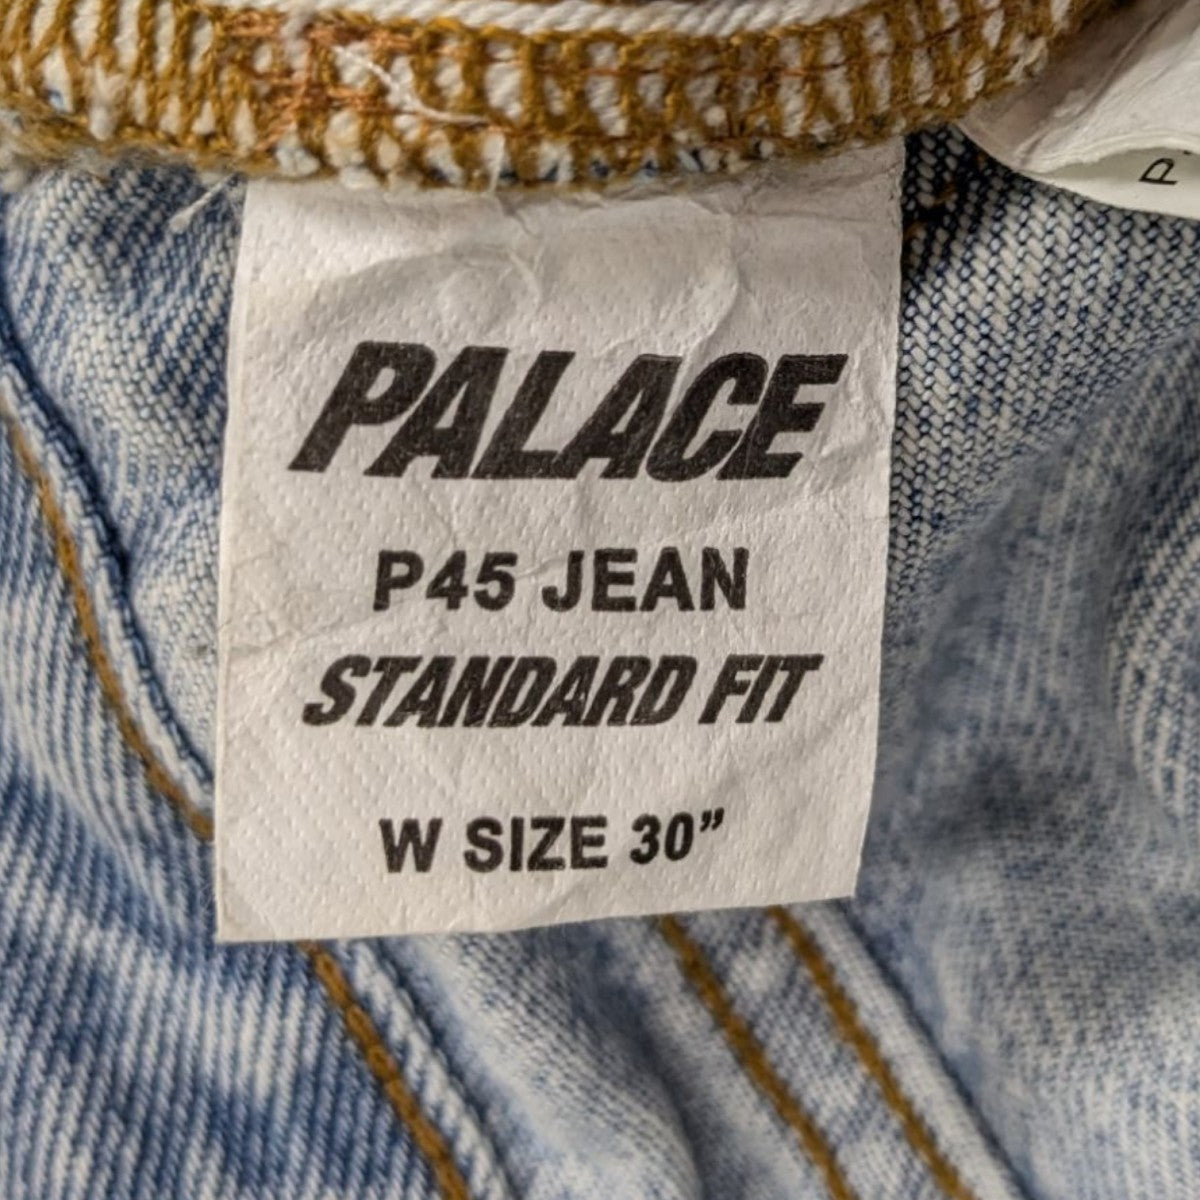 PALACE
P45 JEAN
STANDARD FIT
W SIZE 30”
P